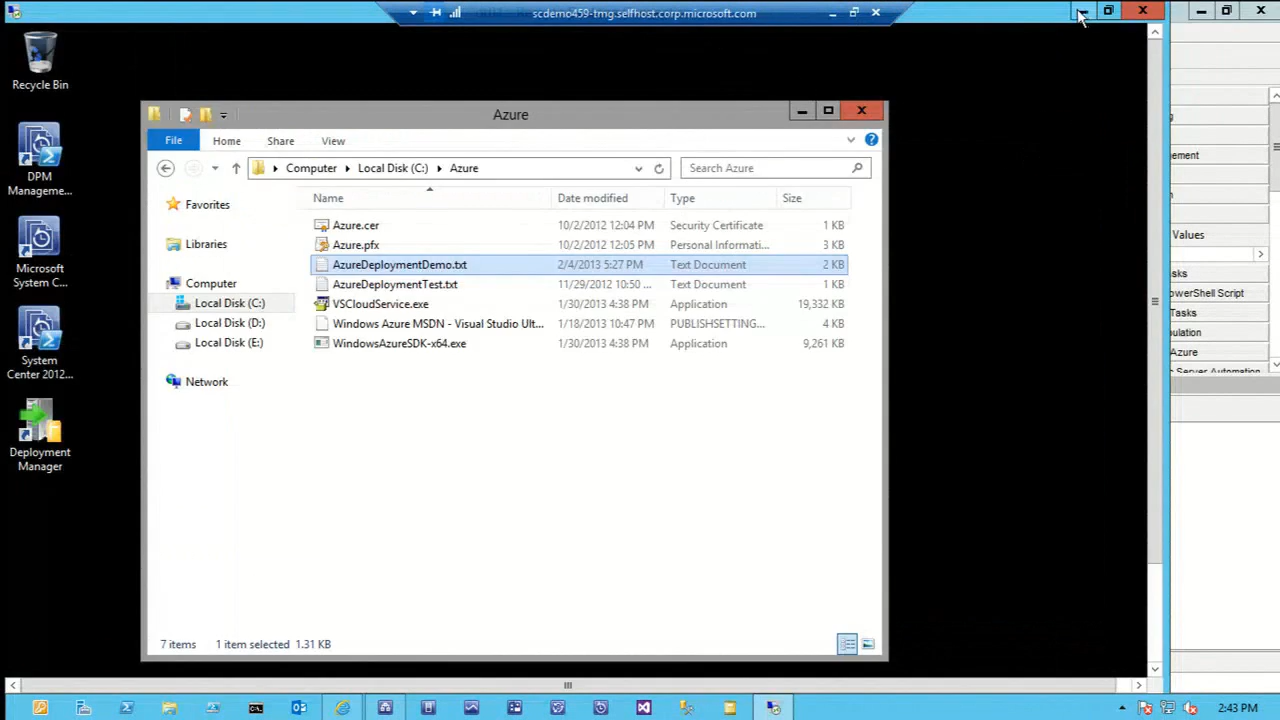 scdemo459-tmg.selfhost.corp.microsoft.com
Recycle Bin
DPM
Manageme...
Microsoft
System C...
System
Center 2012...
Deployment
Manager
Azure
File
Home
Share
View
Computer
Local Disk (C:)
Azure
Search Azure
Name
Date modified
Type
Size
Favorites
Libraries
Computer
Local Disk (C:)
Local Disk (D:)
Local Disk (E:)
Network
Azure.cer 10/2/2012 12:04 PM Security Certificate 1 KB
Azure.pfx 10/2/2012 12:05 PM Personal Informati... 3 KB
AzureDeploymentDemo.txt 2/4/2013 5:27 PM Text Document 2 KB
AzureDeploymentTest.txt 11/29/2012 10:50 ... Text Document 1 KB
VSCloudService.exe 1/30/2013 4:38 PM Application 19,332 KB
Windows Azure MSDN - Visual Studio Ult... 1/18/2013 10:47 PM PUBLISHSETTING... 4 KB
WindowsAzureSDK-x64.exe 1/30/2013 4:38 PM Application 9,261 KB
7 items
1 item selected 1.31 KB
Values
PowerShell Script
Tasks
Azure
Server Automation
2:43 PM